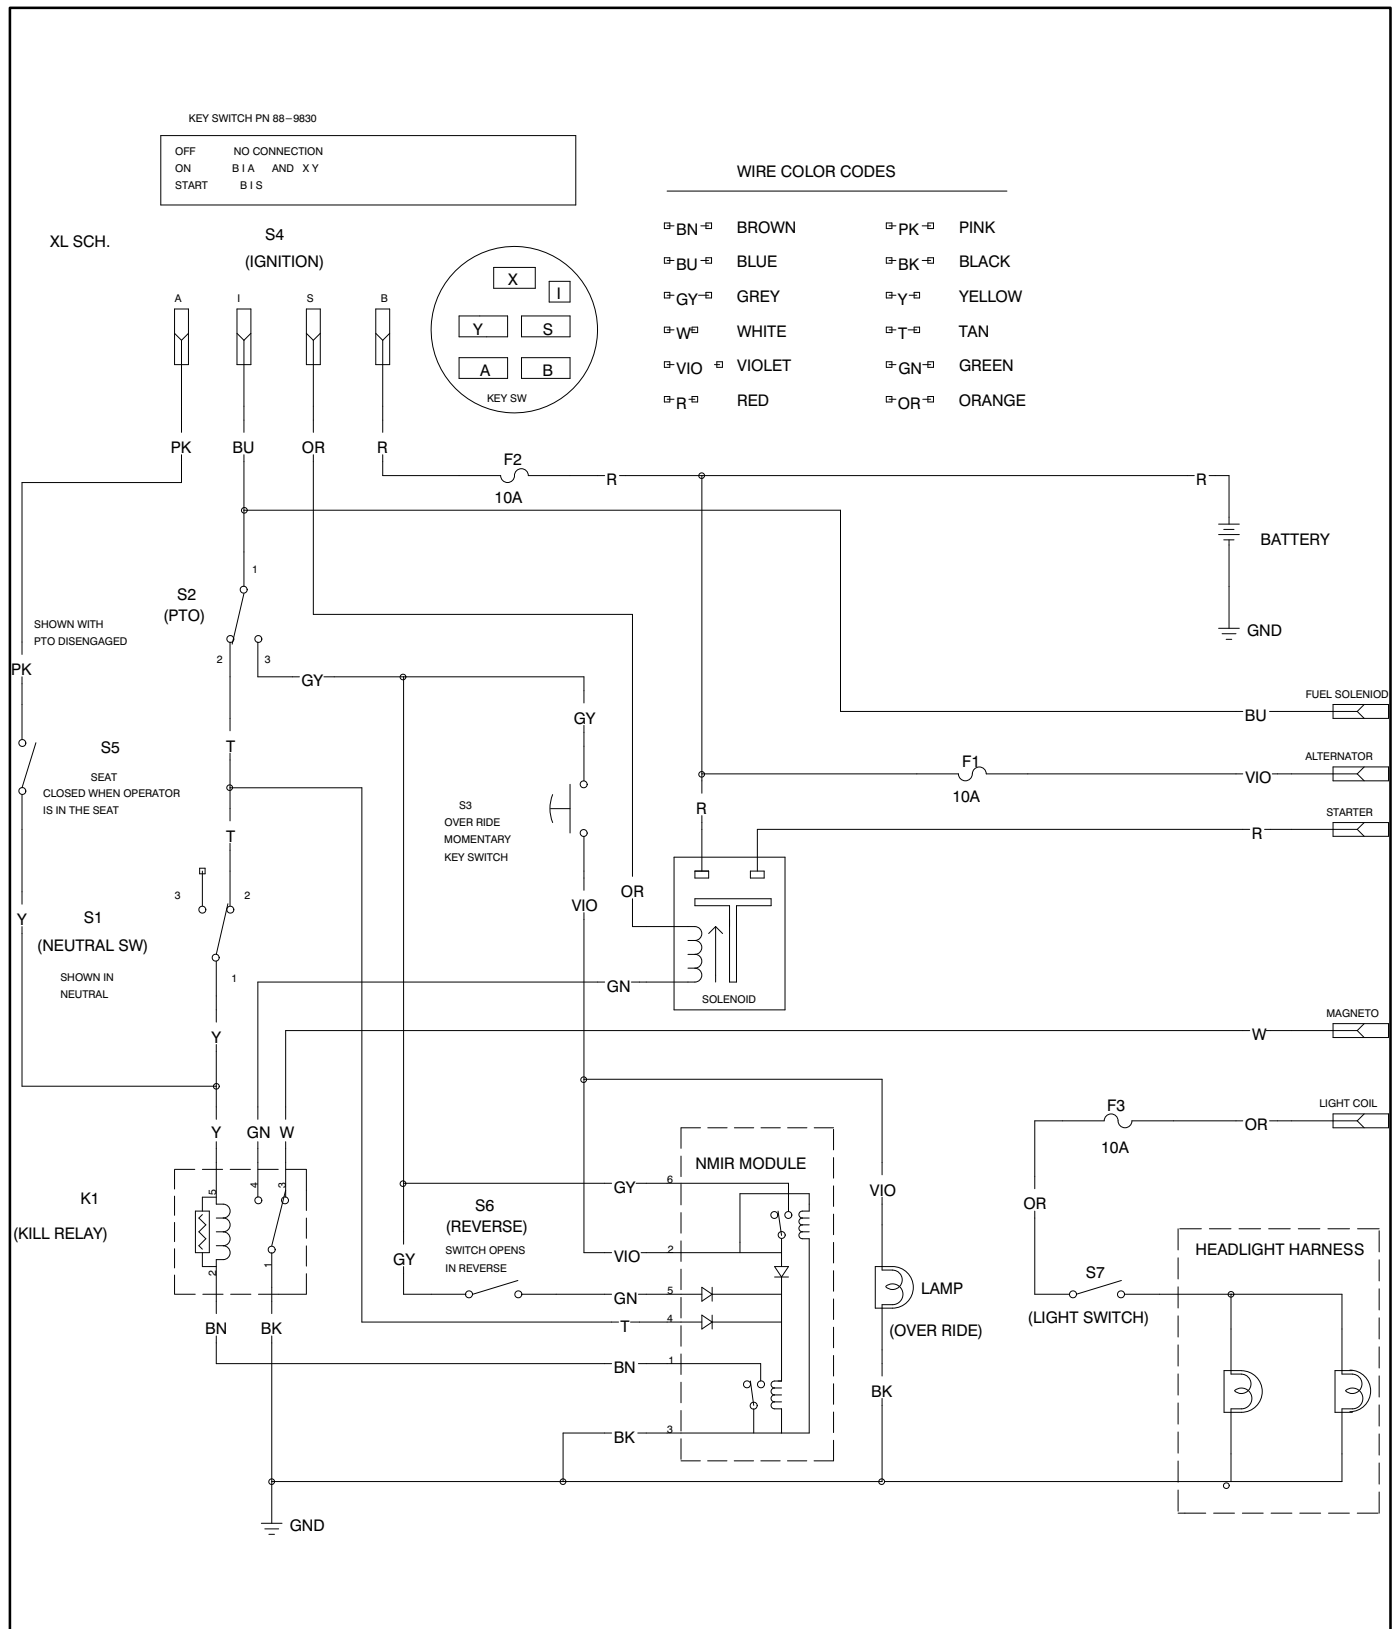 KEY SWITCH PN 88-9830
OFF NO CONNECTION
ON B I A AND X Y
START B I S
WIRE COLOR CODES
BN BROWN PK PINK
BU BLUE BK BLACK
GY GREY Y YELLOW
W WHITE T TAN
VIO VIOLET GN GREEN
R RED OR ORANGE
XL SCH.
S4
(IGNITION)
A I S B
X
I
Y S
A B
KEY SW
PK BU OR R
F2
10A
R
R
BATTERY
GND
1
S2
(PTO)
2 3
SHOWN WITH
PTO DISENGAGED
PK
GY
GY
T
S5
SEAT
CLOSED WHEN OPERATOR
IS IN THE SEAT
T
S3
OVER RIDE
MOMENTARY
KEY SWITCH
FUEL SOLENIOD
BU
ALTERNATOR
F1
10A
VIO
R
STARTER
R
3 2
Y
S1
(NEUTRAL SW)
SHOWN IN
NEUTRAL
1
VIO
OR
GN
SOLENOID
MAGNETO
W
Y
LIGHT COIL
F3
10A
OR
Y GN W
K1
(KILL RELAY)
5 4 3
2 1
NMIR MODULE
GY 6
S6
(REVERSE)
SWITCH OPENS
IN REVERSE
GY
VIO 2
GN 5
T 4
BN 1
BK 3
VIO
LAMP
(OVER RIDE)
BK
OR
S7
(LIGHT SWITCH)
HEADLIGHT HARNESS
BN BK
GND